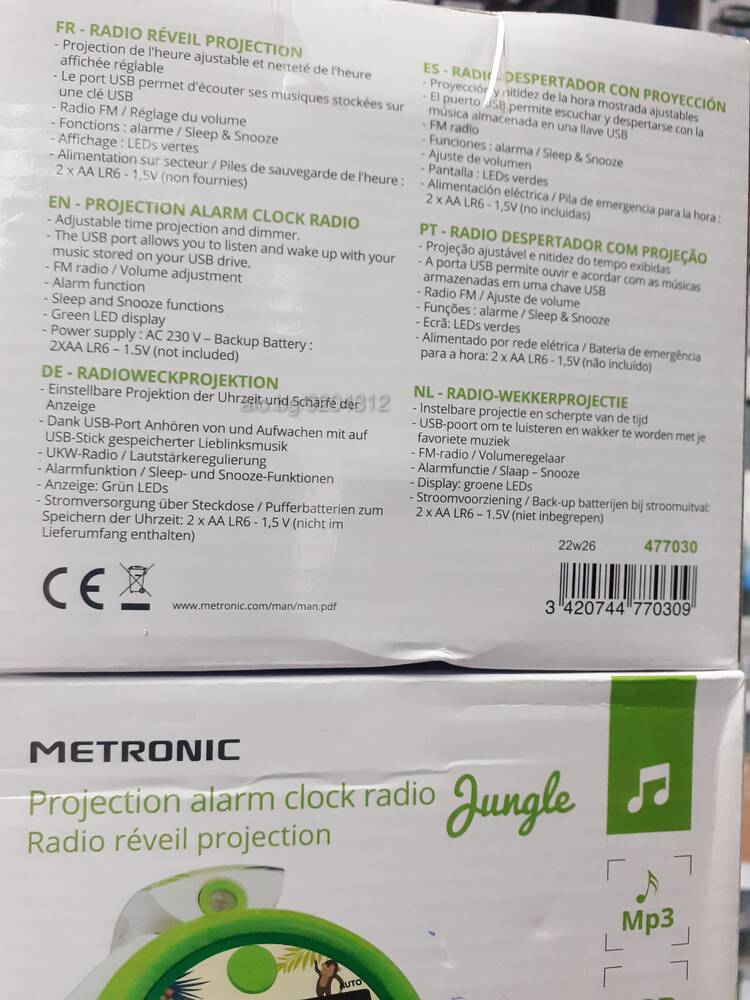 FR - RADIO RÉVEIL PROJECTION
- Projection de l'heure ajustable et netteté de l'heure
affichée réglable
- Le port USB permet d'écouter ses musiques stockées sur
une clé USB
- Radio FM / Réglage du volume
- Fonctions : alarme / Sleep & Snooze
- Affichage : LEDs vertes
- Alimentation sur secteur / Piles de sauvegarde de l'heure :
2 x AA LR6 - 1,5V (non fournies)
EN - PROJECTION ALARM CLOCK RADIO
- Adjustable time projection and dimmer.
- The USB port allows you to listen and wake up with your
music stored on your USB drive.
- FM radio / Volume adjustment
- Alarm function
- Sleep and Snooze functions
- Green LED display
- Power supply : AC 230 V – Backup Battery :
2XAA LR6 – 1.5V (not included)
DE - RADIOWECKPROJEKTION
- Einstellbare Projektion der Uhrzeit und Schärfe der
Anzeige
- Dank USB-Port Anhören von und Aufwachen mit auf
USB-Stick gespeicherter Lieblinksmusik
- UKW-Radio / Lautstärkeregulierung
- Alarmfunktion / Sleep- und Snooze-Funktionen
- Anzeige: Grün LEDs
- Stromversorgung über Steckdose / Pufferbatterien zum
Speichern der Uhrzeit: 2 x AA LR6 - 1,5 V (nicht im
Lieferumfang enthalten)
ES - RADIO DESPERTADOR CON PROYECCIÓN
- Proyección y nitidez de la hora mostrada ajustables
- El puerto USB permite escuchar y despertarse con la
música almacenada en una llave USB
- FM radio
- Funciones : alarma / Sleep & Snooze
- Ajuste de volumen
- Pantalla : LEDs verdes
- Alimentación eléctrica / Pila de emergencia para la hora :
2 x AA LR6 - 1,5V (no incluidas)
PT - RADIO DESPERTADOR COM PROJEÇÃO
- Projeção ajustável e nitidez do tempo exibidas
- A porta USB permite ouvir e acordar com as músicas
armazenadas em uma chave USB
- Radio FM / Ajuste de volume
- Funções : alarme / Sleep & Snooze
- Ecrã: LEDs verdes
- Alimentado por rede elétrica / Bateria de emergência
para a hora: 2 x AA LR6 - 1,5V (não incluído)
NL - RADIO-WEKKERPROJECTIE
- Instelbare projectie en scherpte van de tijd
- USB-poort om te luisteren en wakker te worden met je
favoriete muziek
- FM-radio / Volumeregelaar
- Alarmfunctie / Slaap – Snooze
- Display: groene LEDs
- Stroomvoorziening / Back-up batterijen bij stroomuitval:
2 x AA LR6 – 1.5V (niet inbegrepen)
22w26 477030
3 420744 770309
CE
www.metronic.com/man/man.pdf
METRONIC
Projection alarm clock radio Jungle
Radio réveil projection
Mp3
AUTO